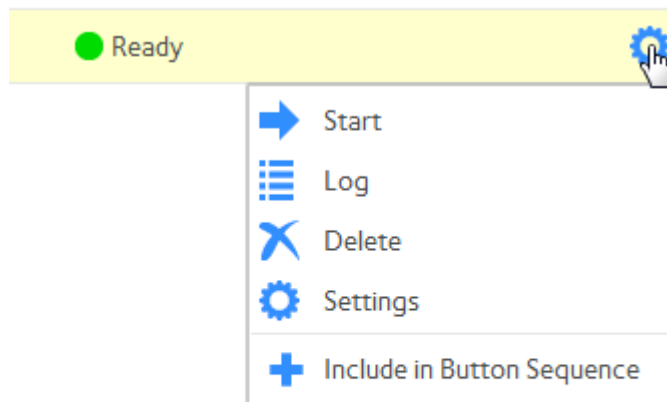 Ready
Start
Log
Delete
Settings
Include in Button Sequence